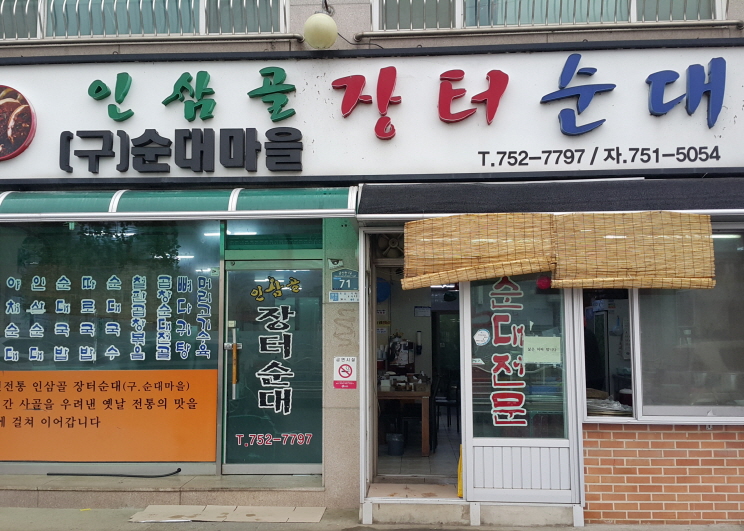 인삼골 장터순대
(구)순대마을
T.752-7797 / 자.751-5054
야채순대
인삼순대
순대국밥
따로국밥
순대국수
곱창순대전골
뼈다귀탕
머리고기수육
전통 인삼골 장터순대(구.순대마을)
간 사골을 우려낸 옛날 전통의 맛을
에 걸쳐 이어갑니다
인삼골
장터순대
T.752-7797
71
금연시설
순대전문